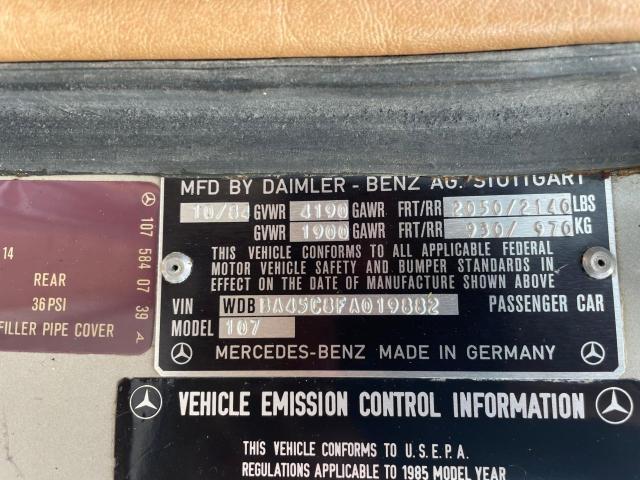 MFD BY DAIMLER - BENZ AG. STUTTGART
10/84 GVWR 4190 GAWR FRT/RR 2050/2140 LBS
GVWR 1900 GAWR FRT/RR 930/ 970 KG
THIS VEHICLE CONFORMS TO ALL APPLICABLE FEDERAL
MOTOR VEHICLE SAFETY AND BUMPER STANDARDS IN
EFFECT ON THE DATE OF MANUFACTURE SHOWN ABOVE
VIN WDB BA45C8FA019882 PASSENGER CAR
MODEL 107
MERCEDES-BENZ MADE IN GERMANY
14
REAR
36 PSI
FILLER PIPE COVER
107 584 07 39 A
VEHICLE EMISSION CONTROL INFORMATION
THIS VEHICLE CONFORMS TO U.S.E.P.A.
REGULATIONS APPLICABLE TO 1985 MODEL YEAR